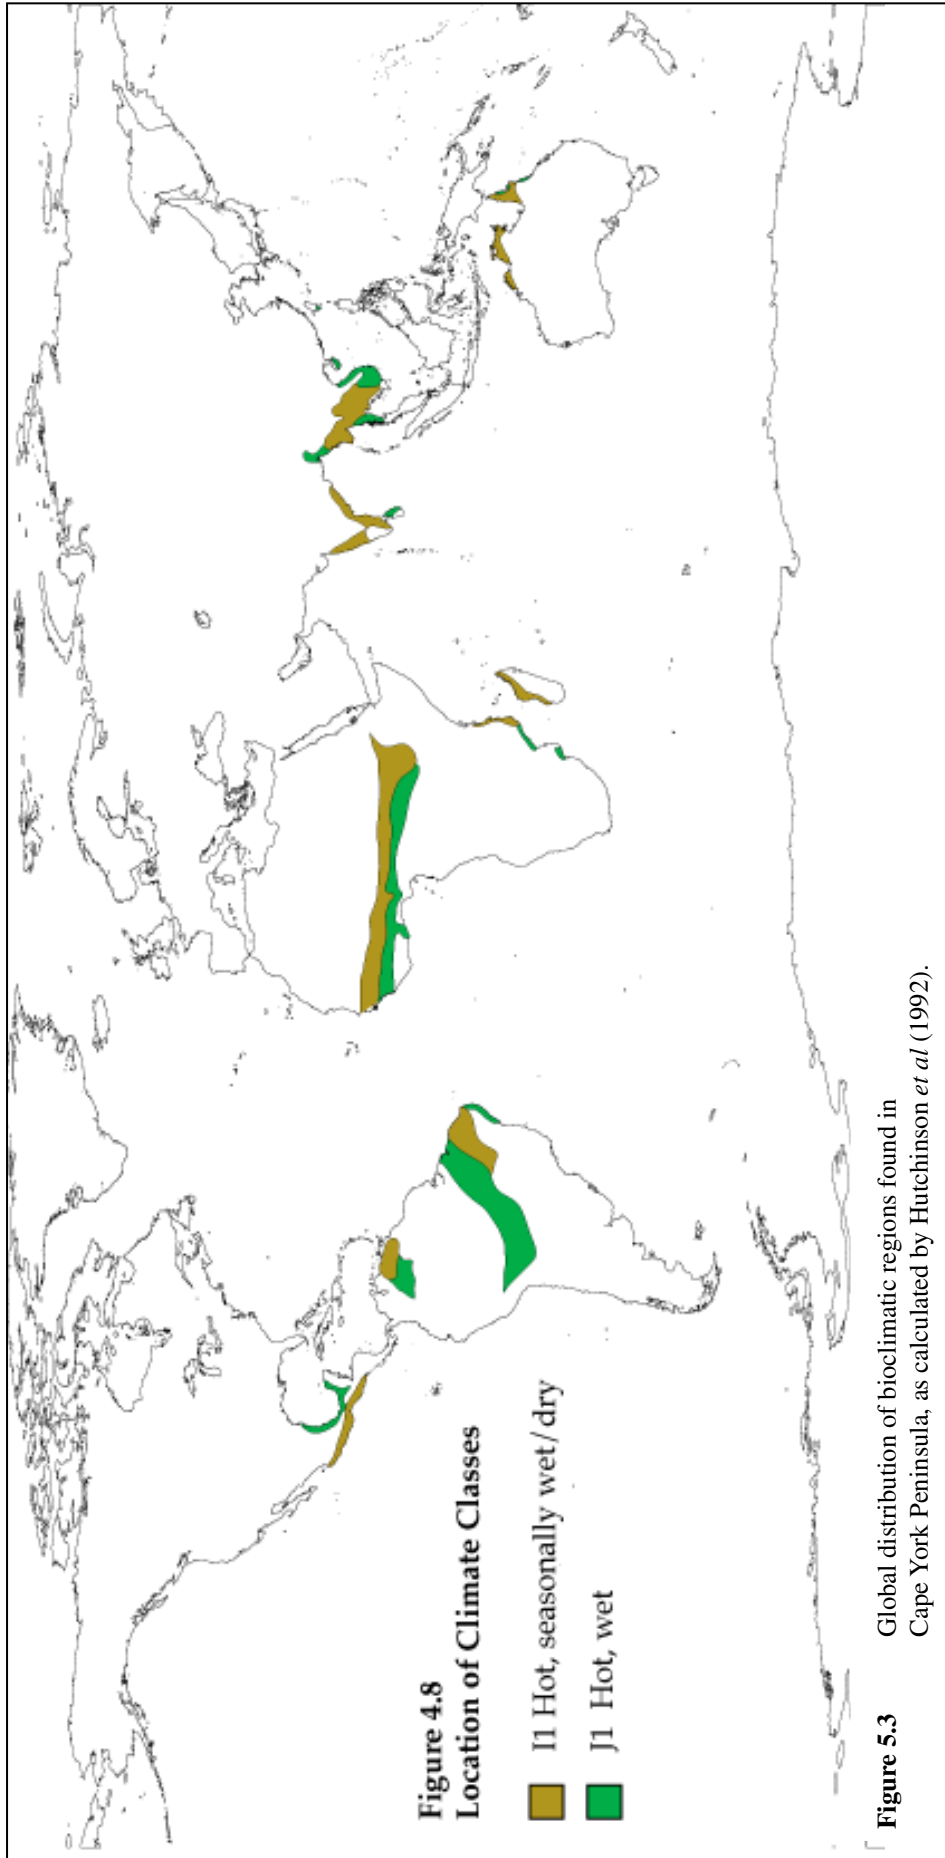 Figure 4.8
Location of Climate Classes
I1 Hot, seasonally wet/dry
J1 Hot, wet
Figure 5.3 Global distribution of bioclimatic regions found in
Cape York Peninsula, as calculated by Hutchinson et al (1992).